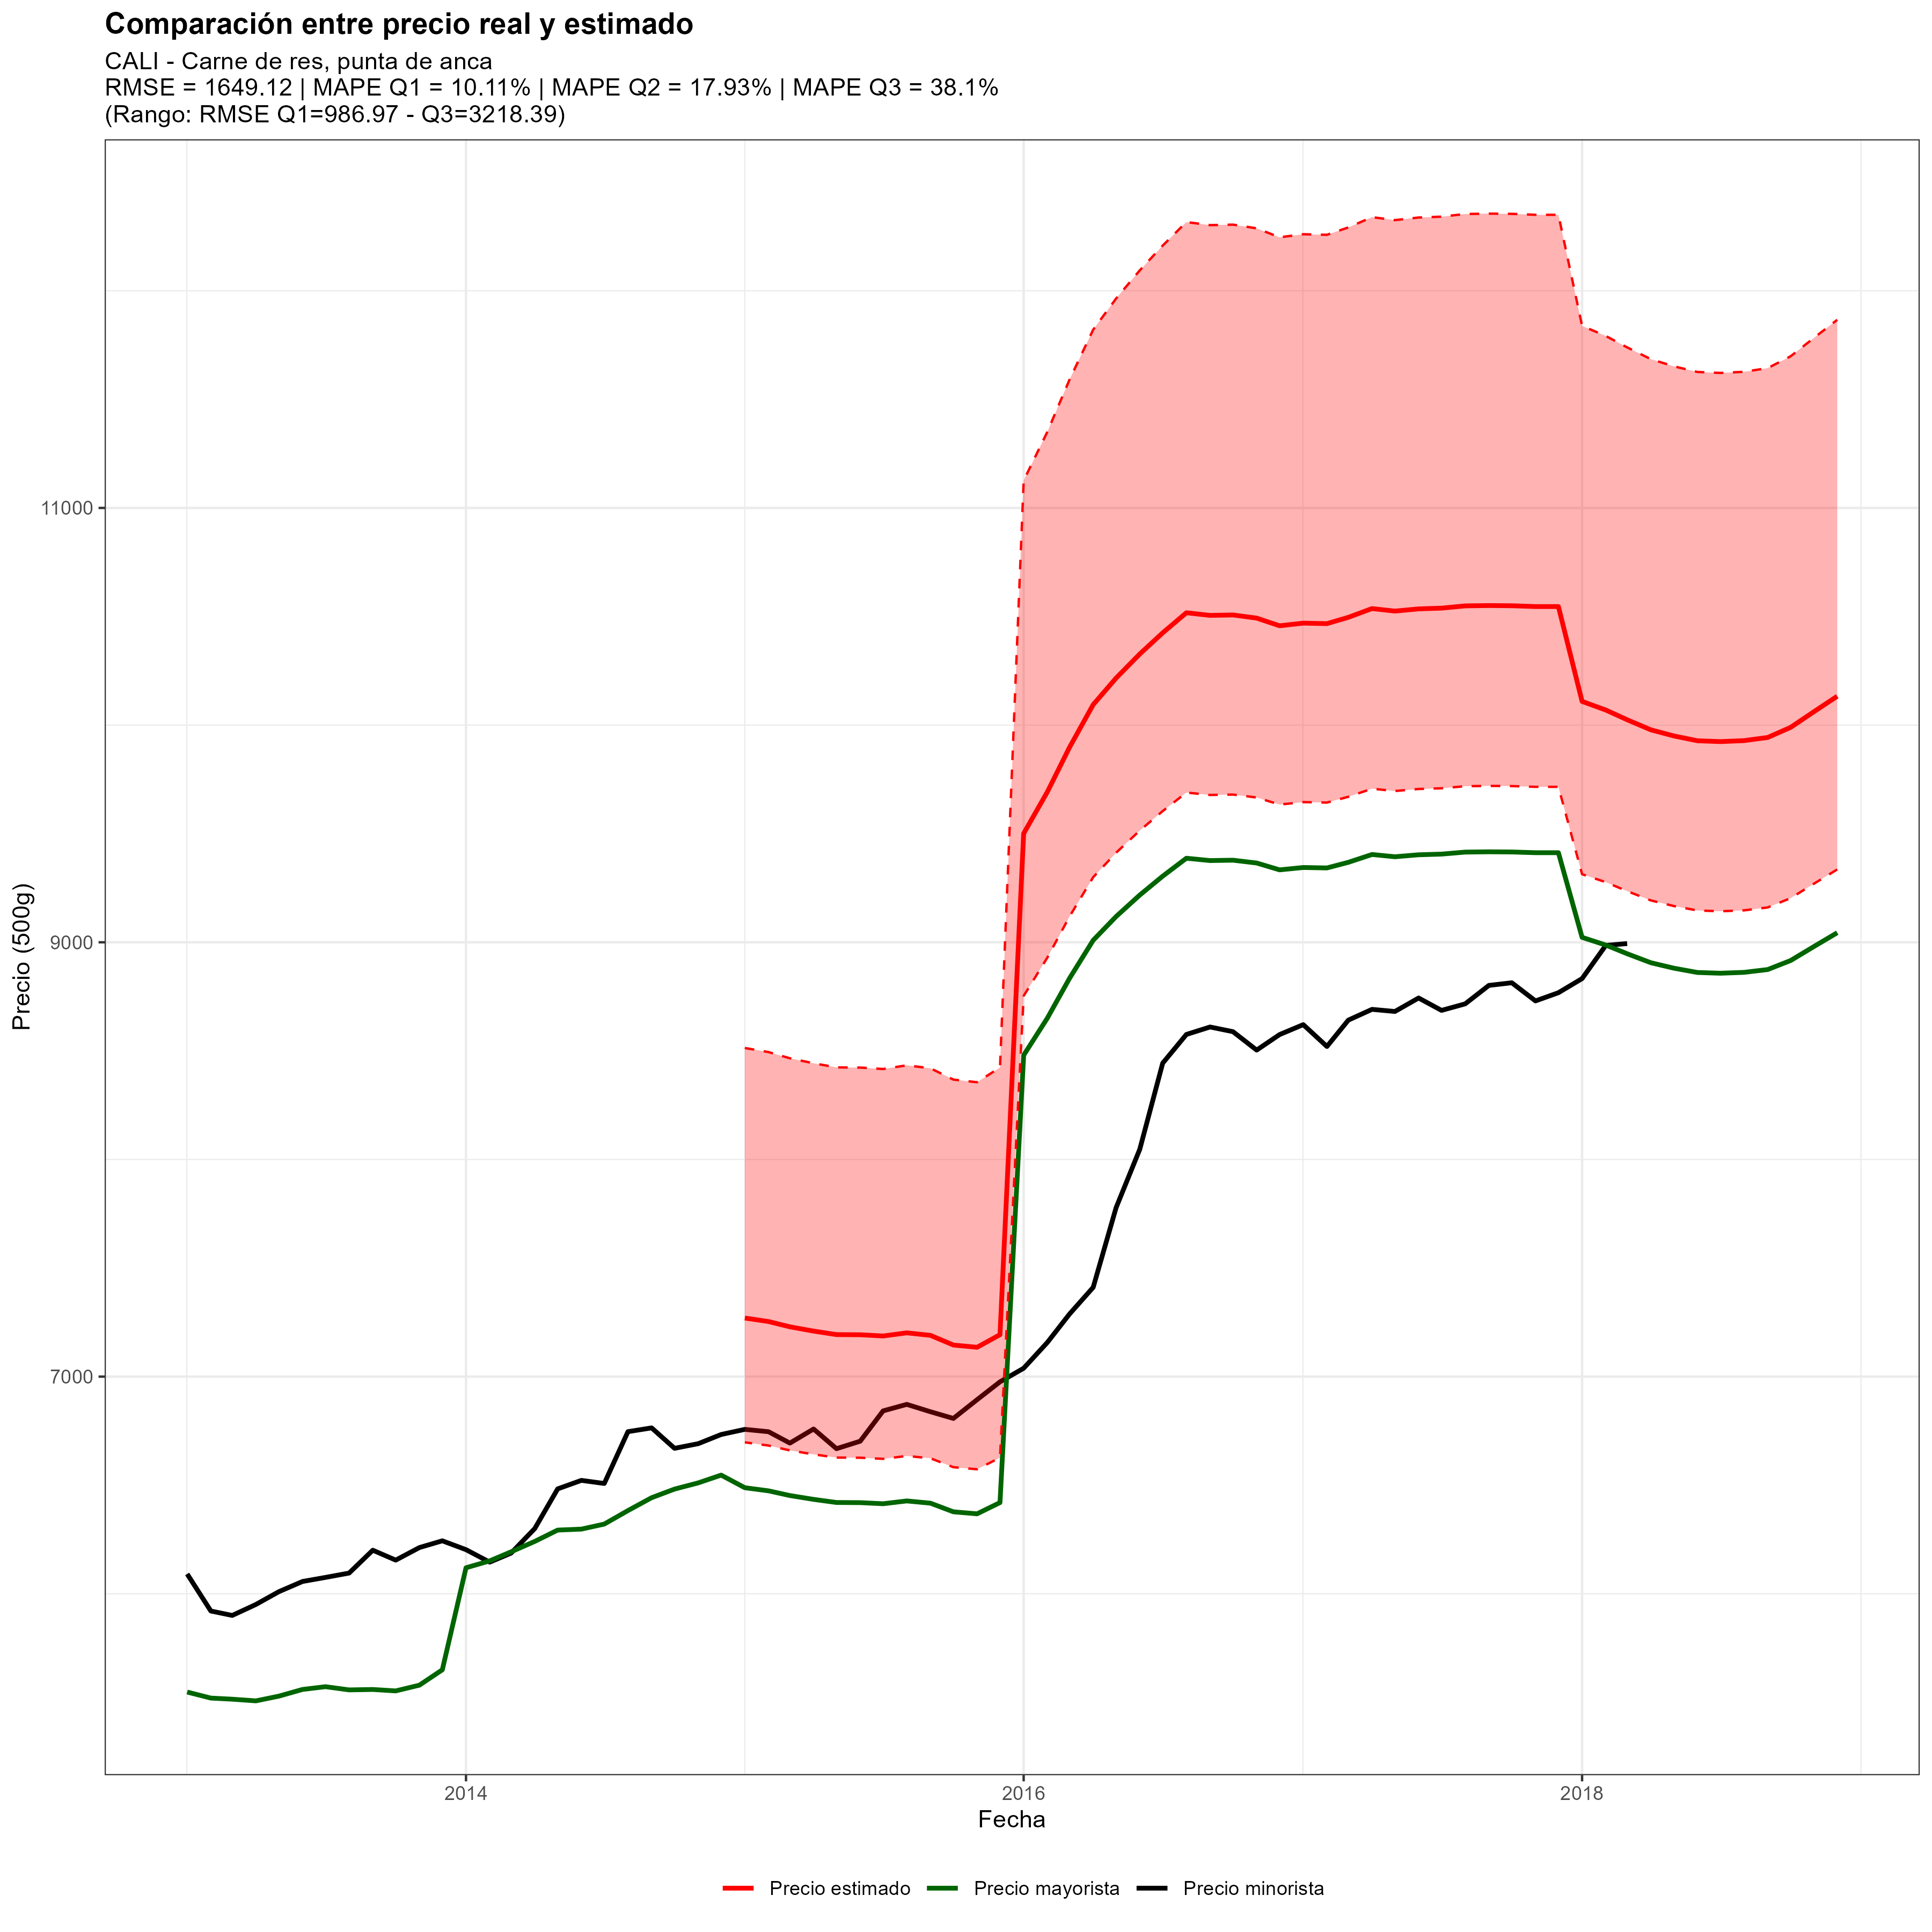 Comparación entre precio real y estimado
CALI - Carne de res, punta de anca
RMSE = 1649.12 | MAPE Q1 = 10.11% | MAPE Q2 = 17.93% | MAPE Q3 = 38.1%
(Rango: RMSE Q1=986.97 - Q3=3218.39)
Precio (500g)
11000
9000
7000
2014
2016
2018
Fecha
Precio estimado
Precio mayorista
Precio minorista